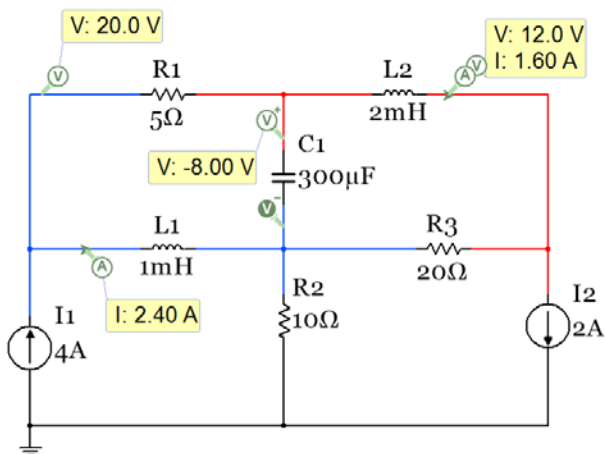 V: 20.0 V
V: 12.0 V
I: 1.60 A
V
A
V
R1
5Ω
L2
2mH
V+
V: -8.00 V
C1
300µF
V-
L1
1mH
R3
20Ω
A
I: 2.40 A
R2
10Ω
I1
4A
I2
2A